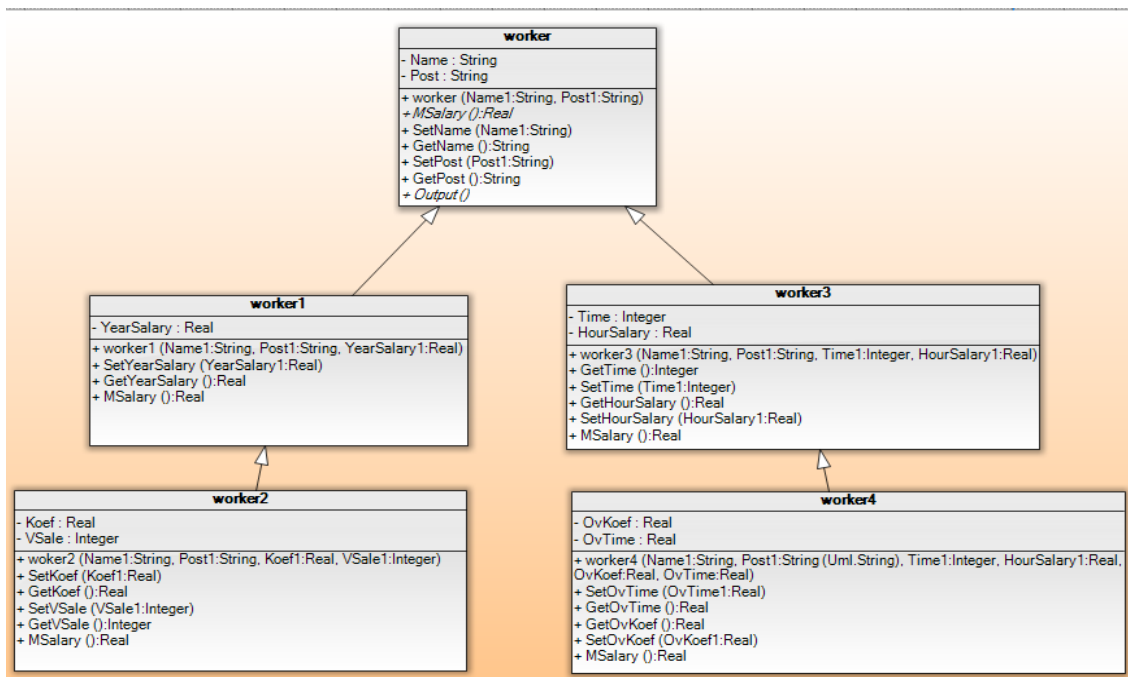 worker
- Name : String
- Post : String
+ worker (Name1:String, Post1:String)
+MSalary ():Real
+ SetName (Name1:String)
+ GetName ():String
+ SetPost (Post1:String)
+ GetPost ():String
+ Output()
worker1
- YearSalary : Real
+ worker1 (Name1:String, Post1:String, YearSalary1:Real)
+ SetYearSalary (YearSalary1:Real)
+ GetYearSalary ():Real
+ MSalary ():Real
worker3
- Time : Integer
- HourSalary : Real
+ worker3 (Name1:String, Post1:String, Time1:Integer, HourSalary1:Real)
+ GetTime ():Integer
+ SetTime (Time1:Integer)
+ GetHourSalary ():Real
+ SetHourSalary (HourSalary1:Real)
+ MSalary ():Real
worker2
- Koef : Real
- VSale : Integer
+ woker2 (Name1:String, Post1:String, Koef1:Real, VSale1:Integer)
+ SetKoef (Koef1:Real)
+ GetKoef ():Real
+ SetVSale (VSale1:Integer)
+ GetVSale ():Integer
+ MSalary ():Real
worker4
- OvKoef : Real
- OvTime : Real
+ worker4 (Name1:String, Post1:String (Uml.String), Time1:Integer, HourSalary1:Real,
OvKoef:Real, OvTime:Real)
+ SetOvTime (OvTime1:Real)
+ GetOvTime ():Real
+ GetOvKoef ():Real
+ SetOvKoef (OvKoef1:Real)
+ MSalary ():Real